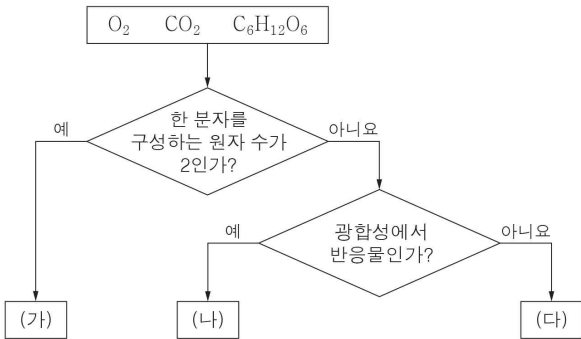 O₂ CO₂ C₆H₁₂O₆
한 분자를
구성하는 원자 수가
2인가?
예
아니요
광합성에서
반응물인가?
예
아니요
(가)
(나)
(다)